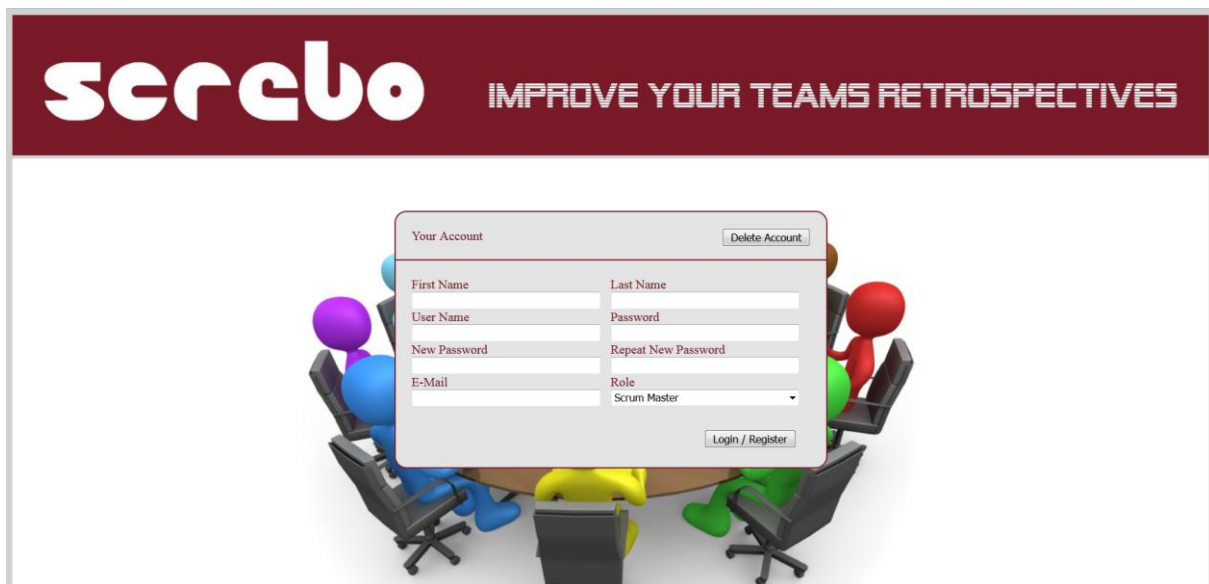 screbo IMPROVE YOUR TEAMS RETROSPECTIVES
Your Account Delete Account
First Name Last Name
User Name Password
New Password Repeat New Password
E-Mail Role
Scrum Master
Login / Register